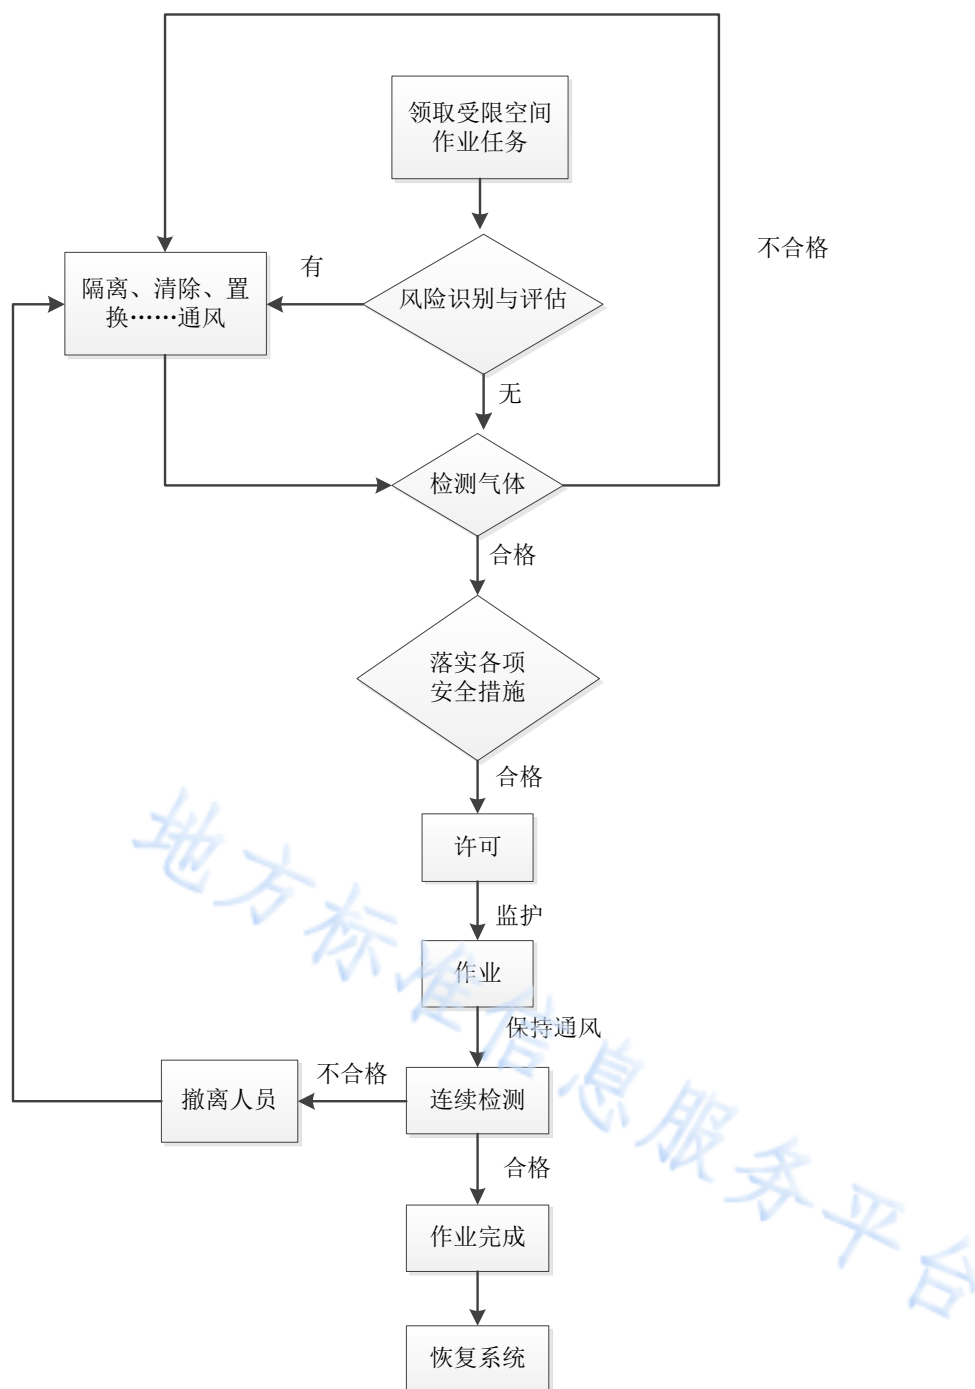 领取受限空间
作业任务
不合格
有
隔离、清除、置
换……通风
风险识别与评估
无
检测气体
合格
落实各项
安全措施
合格
许可
监护
作业
保持通风
不合格
撤离人员
连续检测
合格
作业完成
恢复系统
地方标准信息服务平台